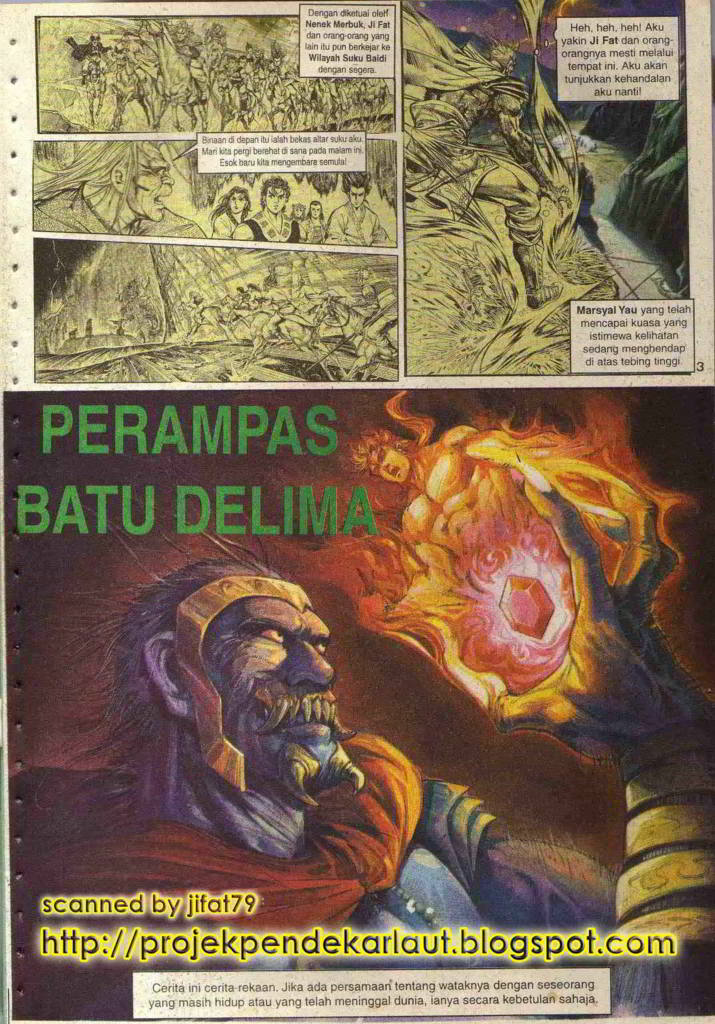 Dengan diketuai oleh
Nenek Merbuk, Ji Fat
dan orang-orang yang
lain itu pun berkejar ke
Wilayah Suku Baidi
dengan segera.
Binaan di depan itu ialah bekas altar suku aku.
Mari kita pergi berehat di sana pada malam ini.
Esok baru kita mengembara semula!
Heh, heh, heh! Aku
yakin Ji Fat dan orang-
orangnya mesti melalui
tempat ini. Aku akan
tunjukkan kehandalan
aku nanti!
Marsyal Yau yang telah
mencapai kuasa yang
istimewa kelihatan
sedang menghendap
di atas tebing tinggi.
3
PERAMPAS
BATU DELIMA
scanned by jifat79
http://projekpendekarlaut.blogspot.com
Cerita ini cerita rekaan. Jika ada persamaan tentang wataknya dengan seseorang
yang masih hidup atau yang telah meninggal dunia, ianya secara kebetulan sahaja.